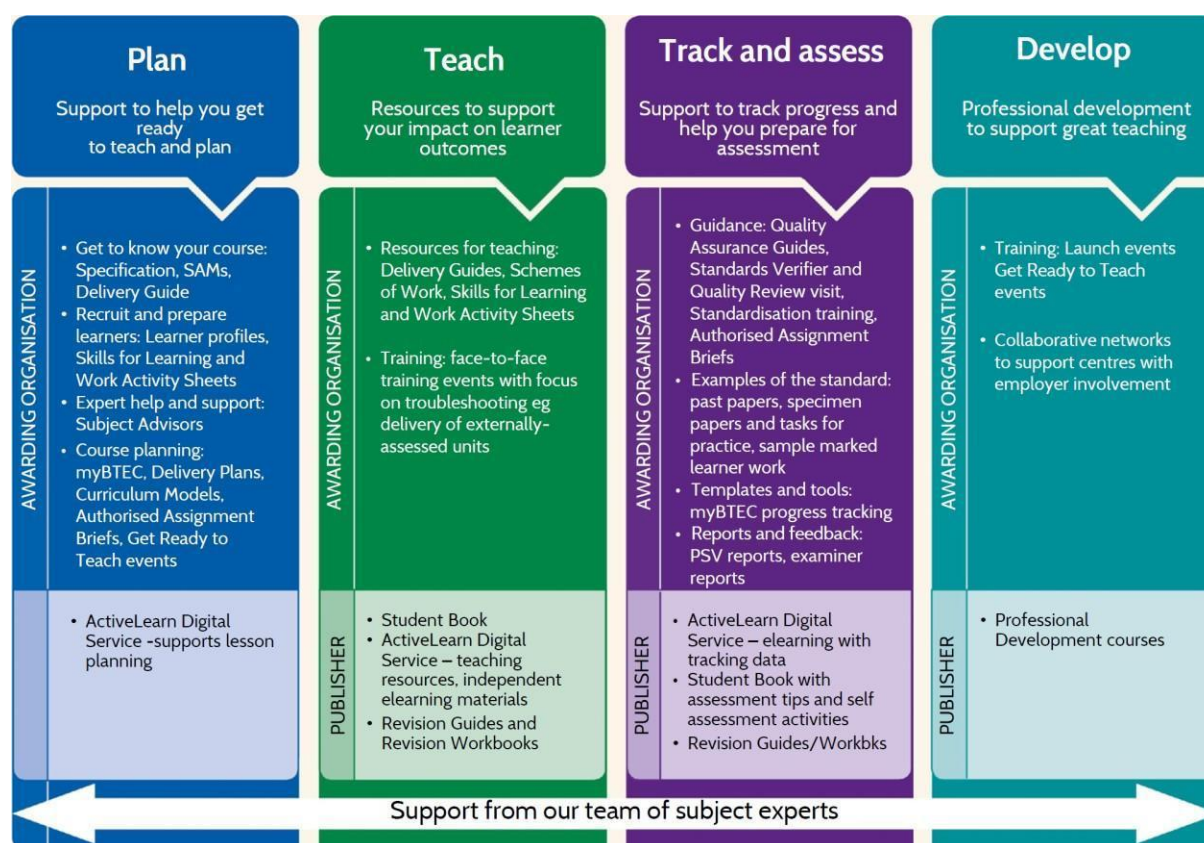 Plan
Support to help you get
ready
to teach and plan
AWARDING ORGANISATION
• Get to know your course:
Specification, SAMs,
Delivery Guide
• Recruit and prepare
learners: Learner profiles,
Skills for Learning and
Work Activity Sheets
• Expert help and support:
Subject Advisors
• Course planning:
myBTEC, Delivery Plans,
Curriculum Models,
Authorised Assignment
Briefs, Get Ready to
Teach events
• ActiveLearn Digital
Service -supports lesson
planning
Teach
Resources to support
your impact on learner
outcomes
AWARDING ORGANISATION
• Resources for teaching:
Delivery Guides, Schemes
of Work, Skills for Learning
and Work Activity Sheets
• Training: face-to-face
training events with focus
on troubleshooting eg
delivery of externally-
assessed units
PUBLISHER
• Student Book
• ActiveLearn Digital
Service – teaching
resources, independent
elearning materials
• Revision Guides and
Revision Workbooks
Track and assess
Support to track progress and
help you prepare for
assessment
AWARDING ORGANISATION
• Guidance: Quality
Assurance Guides,
Standards Verifier and
Quality Review visit,
Standardisation training,
Authorised Assignment
Briefs
• Examples of the standard:
past papers, specimen
papers and tasks for
practice, sample marked
learner work
• Templates and tools:
myBTEC progress tracking
• Reports and feedback:
PSV reports, examiner
reports
PUBLISHER
• ActiveLearn Digital
Service – elearning with
tracking data
• Student Book with
assessment tips and self
assessment activities
• Revision Guides/Workbks
Develop
Professional development
to support great teaching
AWARDING ORGANISATION
• Training: Launch events
Get Ready to Teach
events
• Collaborative networks
to support centres with
employer involvement
PUBLISHER
• Professional
Development courses
Support from our team of subject experts